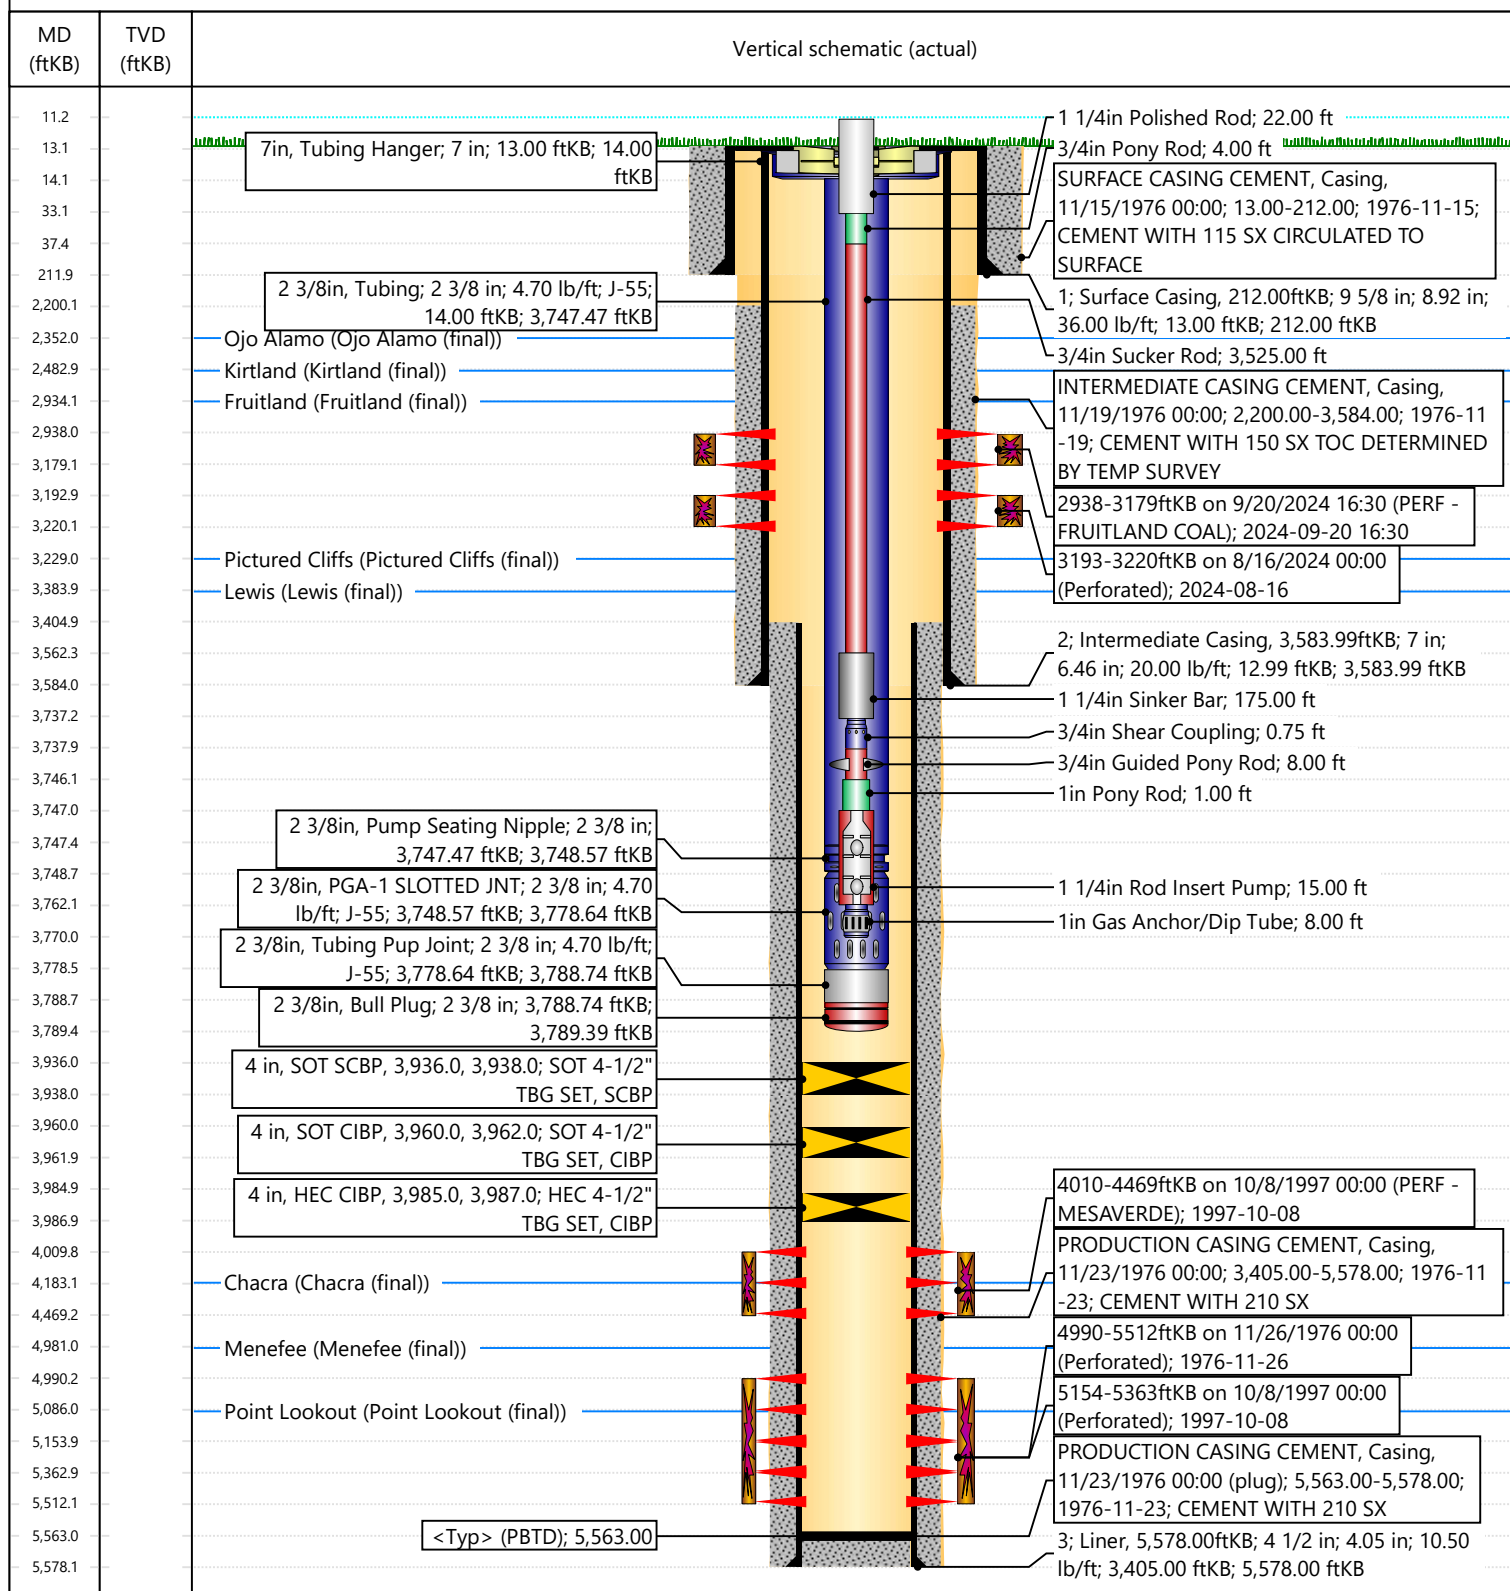 MD
(ftKB)
TVD
(ftKB)
Vertical schematic (actual)
11.2
13.1
14.1
33.1
37.4
211.9
2,200.1
2,352.0
2,482.9
2,934.1
2,938.0
3,179.1
3,192.9
3,220.1
3,229.0
3,383.9
3,404.9
3,562.3
3,584.0
3,737.2
3,737.9
3,746.1
3,747.0
3,747.4
3,748.7
3,762.1
3,770.0
3,778.5
3,788.7
3,789.4
3,936.0
3,938.0
3,960.0
3,961.9
3,984.9
3,986.9
4,009.8
4,183.1
4,469.2
4,981.0
4,990.2
5,086.0
5,153.9
5,362.9
5,512.1
5,563.0
5,578.1
7in, Tubing Hanger; 7 in; 13.00 ftKB; 14.00
ftKB
2 3/8in, Tubing; 2 3/8 in; 4.70 lb/ft; J-55;
14.00 ftKB; 3,747.47 ftKB
Ojo Alamo (Ojo Alamo (final))
Kirtland (Kirtland (final))
Fruitland (Fruitland (final))
Pictured Cliffs (Pictured Cliffs (final))
Lewis (Lewis (final))
2 3/8in, Pump Seating Nipple; 2 3/8 in;
3,747.47 ftKB; 3,748.57 ftKB
2 3/8in, PGA-1 SLOTTED JNT; 2 3/8 in; 4.70
lb/ft; J-55; 3,748.57 ftKB; 3,778.64 ftKB
2 3/8in, Tubing Pup Joint; 2 3/8 in; 4.70 lb/ft;
J-55; 3,778.64 ftKB; 3,788.74 ftKB
2 3/8in, Bull Plug; 2 3/8 in; 3,788.74 ftKB;
3,789.39 ftKB
4 in, SOT SCBP, 3,936.0, 3,938.0; SOT 4-1/2"
TBG SET, SCBP
4 in, SOT CIBP, 3,960.0, 3,962.0; SOT 4-1/2"
TBG SET, CIBP
4 in, HEC CIBP, 3,985.0, 3,987.0; HEC 4-1/2"
TBG SET, CIBP
Chacra (Chacra (final))
Menefee (Menefee (final))
Point Lookout (Point Lookout (final))
<Typ> (PBTD); 5,563.00
1 1/4in Polished Rod; 22.00 ft
3/4in Pony Rod; 4.00 ft
SURFACE CASING CEMENT, Casing,
11/15/1976 00:00; 13.00-212.00; 1976-11-15;
CEMENT WITH 115 SX CIRCULATED TO
SURFACE
1; Surface Casing, 212.00ftKB; 9 5/8 in; 8.92 in;
36.00 lb/ft; 13.00 ftKB; 212.00 ftKB
3/4in Sucker Rod; 3,525.00 ft
INTERMEDIATE CASING CEMENT, Casing,
11/19/1976 00:00; 2,200.00-3,584.00; 1976-11
-19; CEMENT WITH 150 SX TOC DETERMINED
BY TEMP SURVEY
2938-3179ftKB on 9/20/2024 16:30 (PERF -
FRUITLAND COAL); 2024-09-20 16:30
3193-3220ftKB on 8/16/2024 00:00
(Perforated); 2024-08-16
2; Intermediate Casing, 3,583.99ftKB; 7 in;
6.46 in; 20.00 lb/ft; 12.99 ftKB; 3,583.99 ftKB
1 1/4in Sinker Bar; 175.00 ft
3/4in Shear Coupling; 0.75 ft
3/4in Guided Pony Rod; 8.00 ft
1in Pony Rod; 1.00 ft
1 1/4in Rod Insert Pump; 15.00 ft
1in Gas Anchor/Dip Tube; 8.00 ft
4010-4469ftKB on 10/8/1997 00:00 (PERF -
MESAVERDE); 1997-10-08
PRODUCTION CASING CEMENT, Casing,
11/23/1976 00:00; 3,405.00-5,578.00; 1976-11
-23; CEMENT WITH 210 SX
4990-5512ftKB on 11/26/1976 00:00
(Perforated); 1976-11-26
5154-5363ftKB on 10/8/1997 00:00
(Perforated); 1997-10-08
PRODUCTION CASING CEMENT, Casing,
11/23/1976 00:00 (plug); 5,563.00-5,578.00;
1976-11-23; CEMENT WITH 210 SX
3; Liner, 5,578.00ftKB; 4 1/2 in; 4.05 in; 10.50
lb/ft; 3,405.00 ftKB; 5,578.00 ftKB